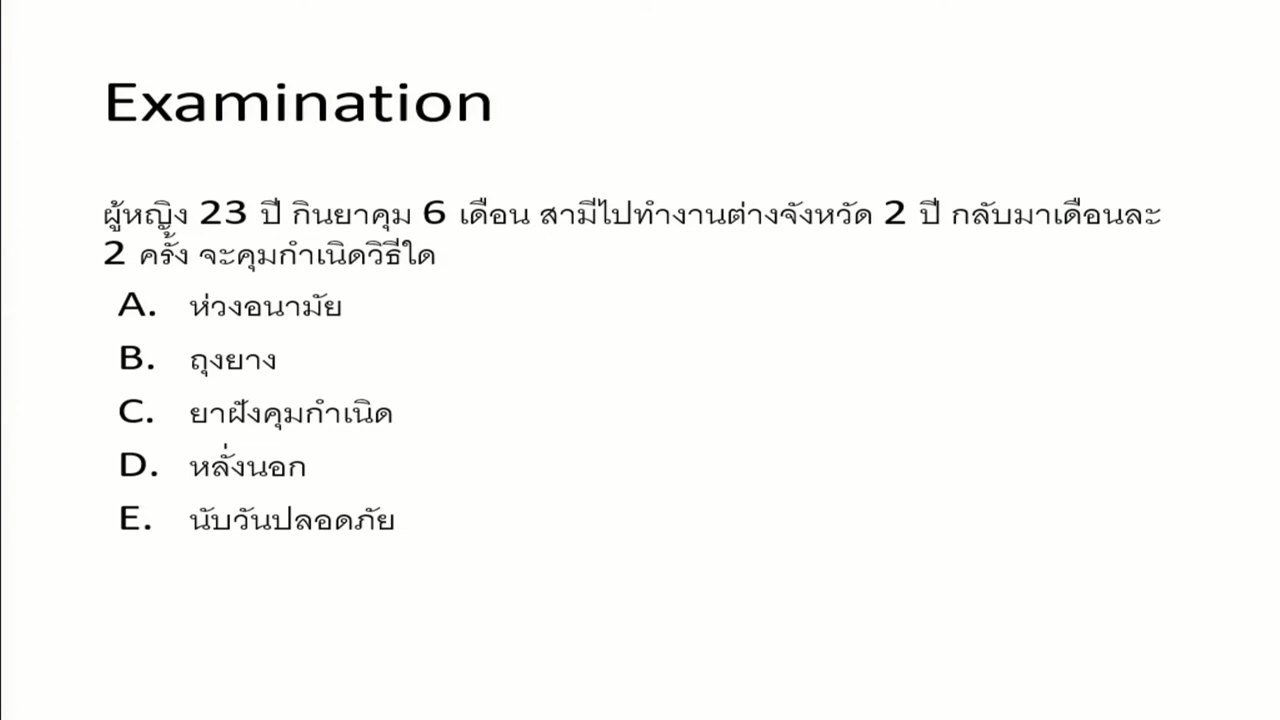 Examination
ผู้หญิง 23 ปี กินยาคุม 6 เดือน สามีไปทำงานต่างจังหวัด 2 ปี กลับมาเดือนละ
2 ครั้ง จะคุมกำเนิดวิธีใด
A. ห่วงอนามัย
B. ถุงยาง
C. ยาฝังคุมกำเนิด
D. หลั่งนอก
E. นับวันปลอดภัย